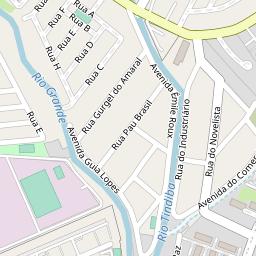 Rua F
Rua A
Rua E
Rua B
Rua D
Rua H
Rua C
Rua Gurgel do Amaral
Avenida Émile Roux
Rio Grande
Rua Pau Brasil
Rua do Industriário
Rua do Novelista
Rua E
Avenida Guia Lopes
Rio Tindiba
Avenida do Comer